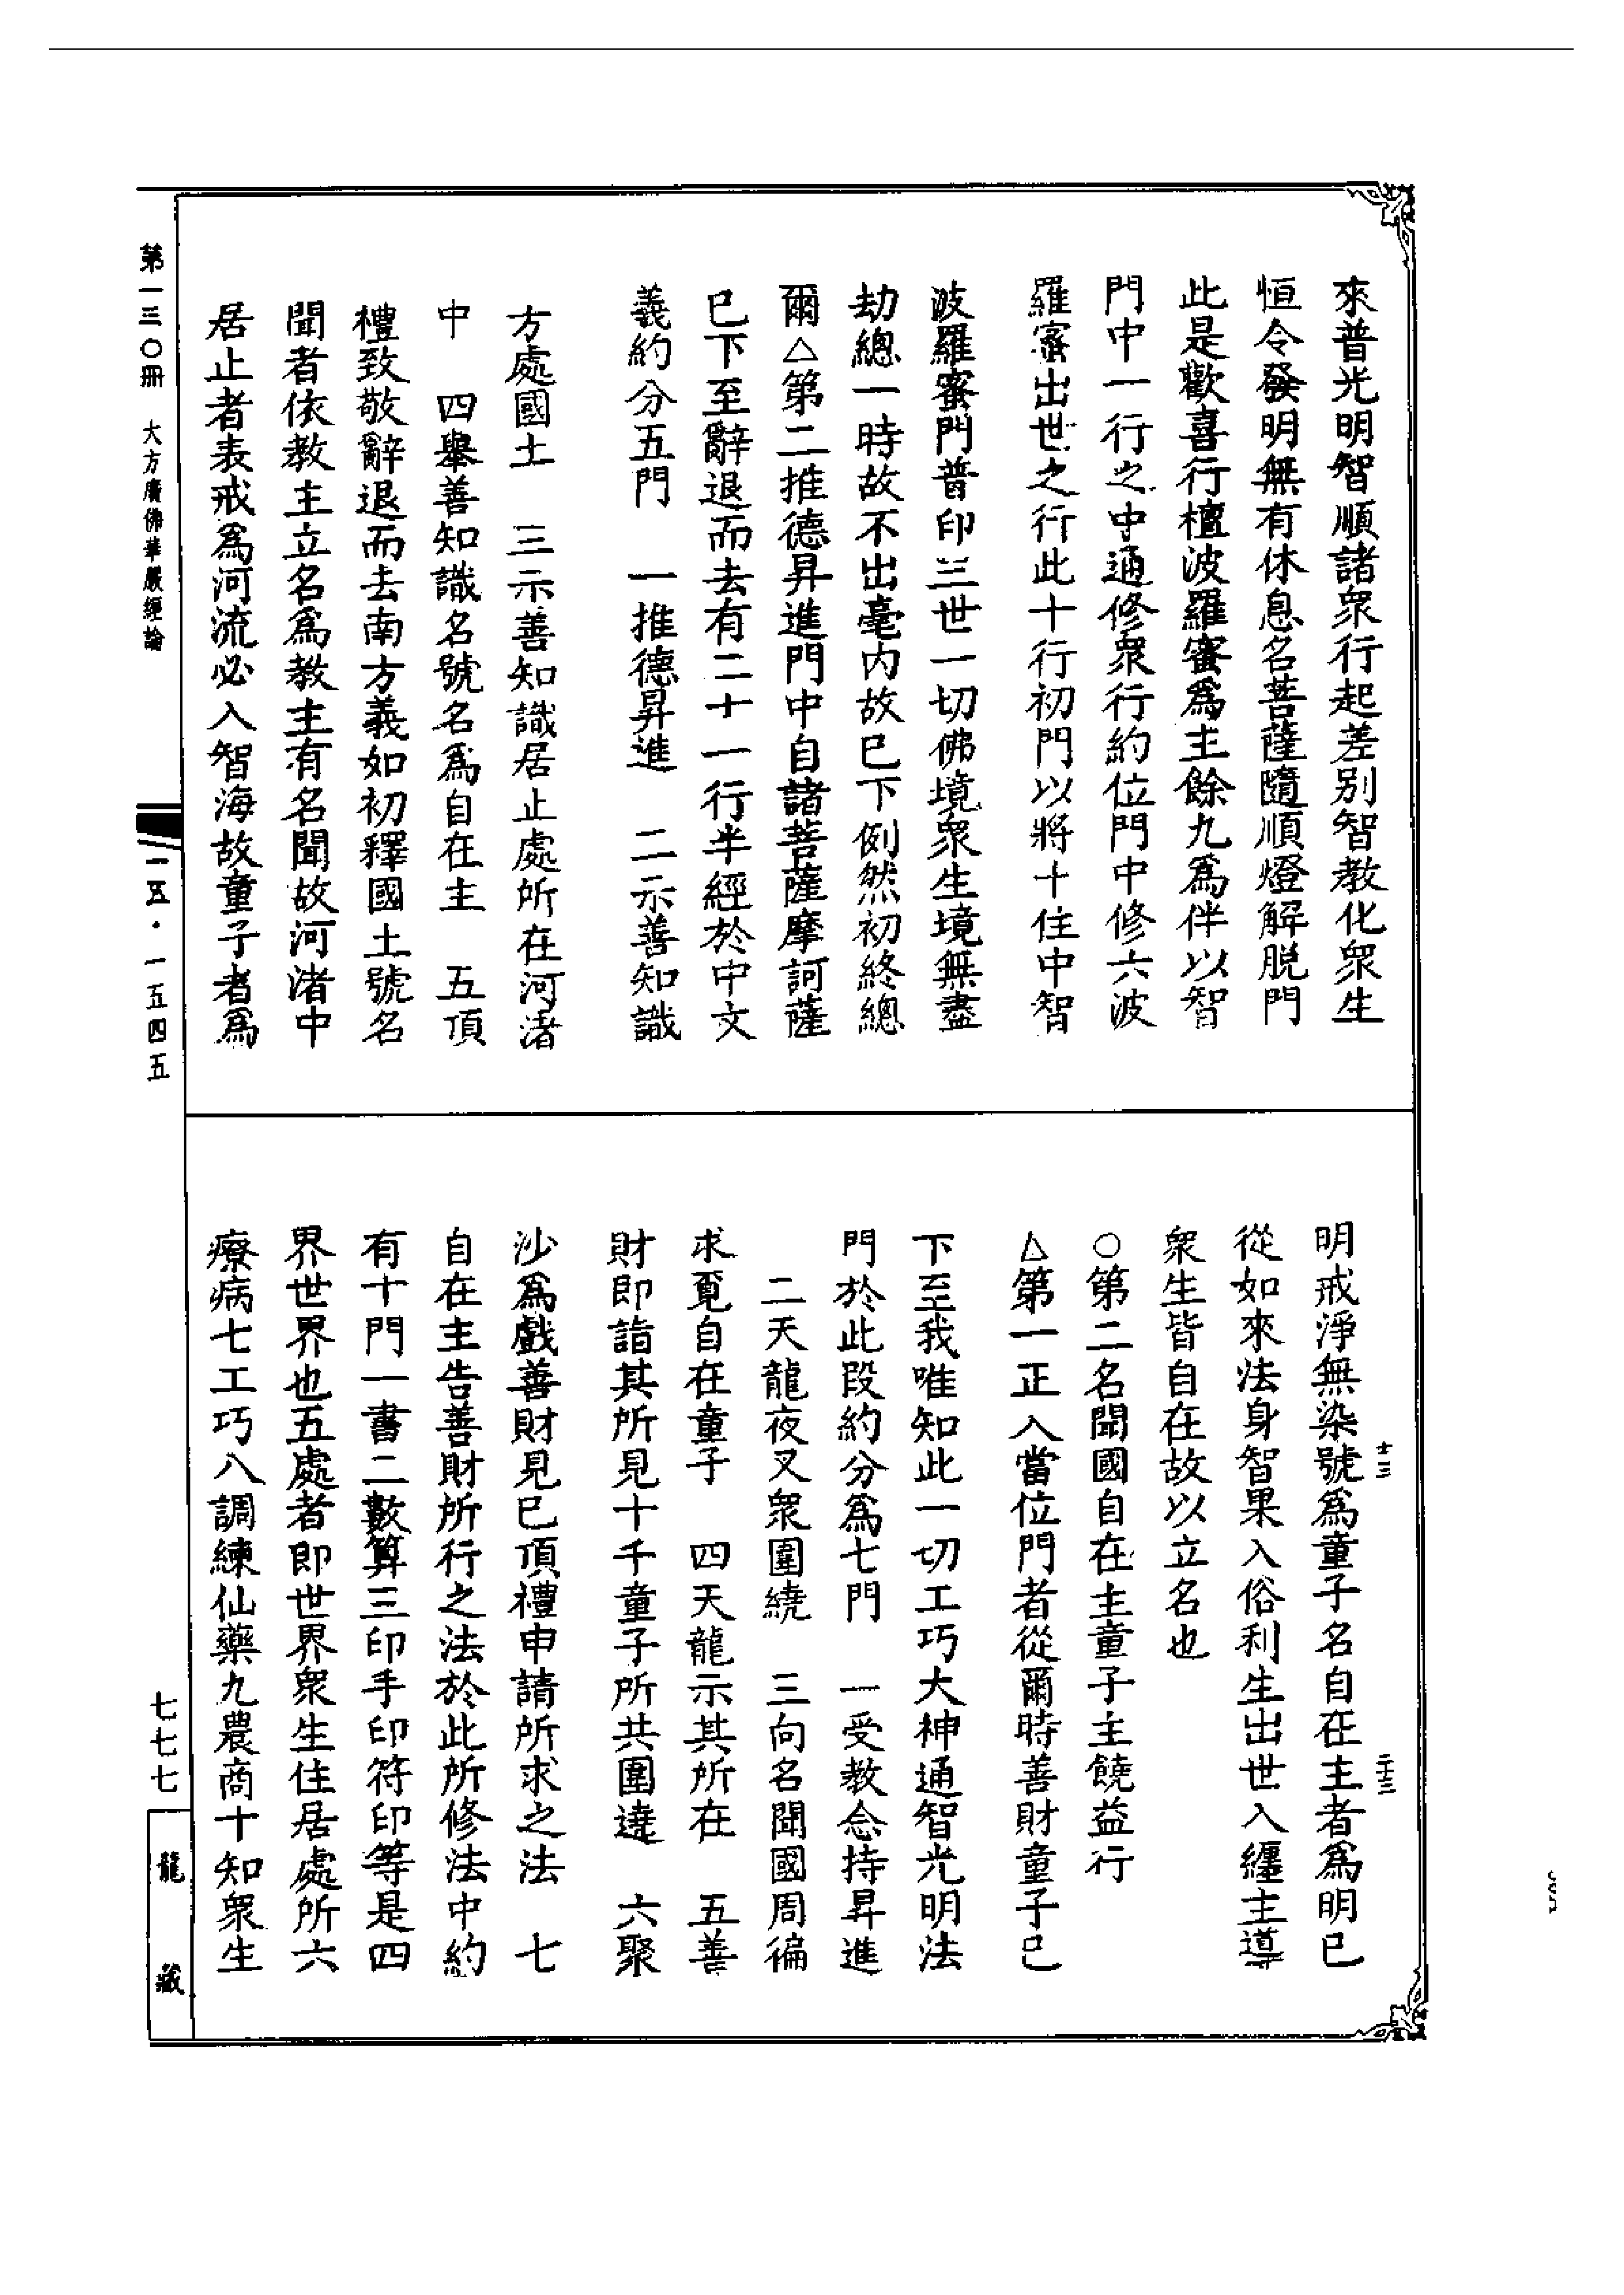 來普光明智順諸衆行起差别智教化衆生
恒令發明無有休息名菩薩隨順燈解脱門
此是歡喜行檀波羅蜜爲主餘九爲伴以智
門中一行之中通修衆行約位門中修六波
羅蜜出世之行此十行初門以將十住中智
波羅蜜門普印三世一切佛境衆生境無盡
劫總一時故不出毫内故已下例然初終總
爾△第二推德昇進門中自諸菩薩摩訶薩
已下至辭退而去有二十一行半經於中文
義約分五門　一推德昇進　二示善知識
方處國土　三示善知識居止處所在河渚
中　四舉善知識名號名爲自在主　五頂
禮致敬辭退而去南方義如初釋國土號名
聞者依教主立名爲教主有名聞故河渚中
居止者表戒爲河流必入智海故童子者爲
明戒淨無染號爲童子名自在主者爲明已
從如來法身智果入俗利生出世入纏主導
衆生皆自在故以立名也
○第二名聞國自在主童子主饒益行
△第一正入當位門者從爾時善財童子已
下至我唯知此一切工巧大神通智光明法
門於此段約分爲七門　一受教念持昇進
二天龍夜叉衆圍繞　三向名聞國周徧
求覓自在童子　四天龍示其所在　五善
財即詣其所見十千童子所共圍遶　六聚
沙爲戲善財見已頂禮申請所求之法　七
自在主告善財所行之法於此所修法中約
有十門一書二數算三印手印符印等是四
界世界也五處者即世界衆生住居處所六
療病七工巧八調練仙藥九農商十知衆生
第一三〇册　大方廣佛華嚴經論
一五·一五四五
七七七
龍藏